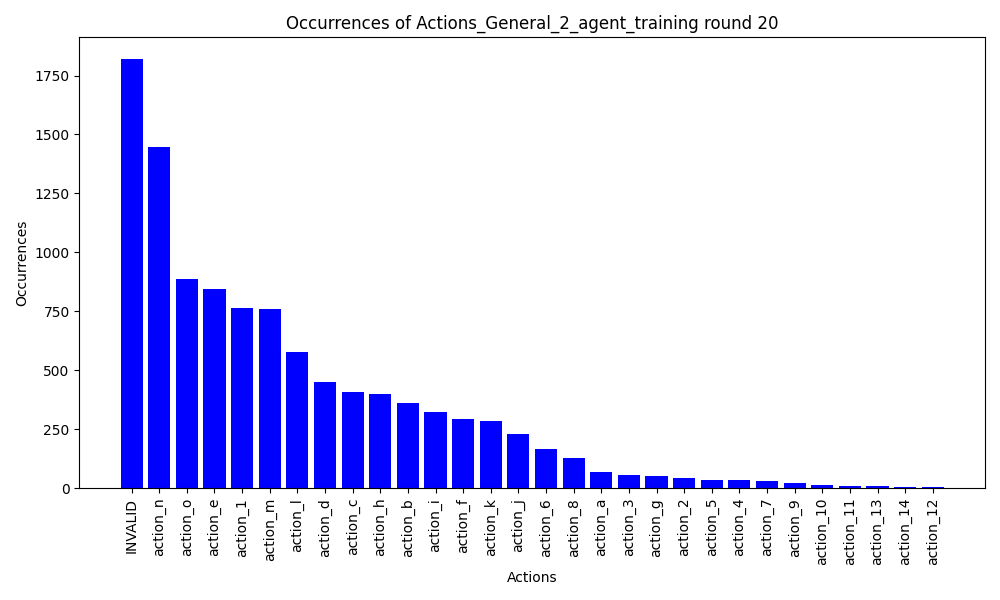 Occurrences of Actions_General_2_agent_training round 20
Occurrences
1750
1500
1250
1000
750
500
250
0
INVALID
action_n
action_o
action_e
action_1
action_m
action_l
action_d
action_c
action_h
action_b
action_i
action_f
action_k
action_j
action_6
action_8
action_a
action_3
action_g
action_2
action_5
action_4
action_7
action_9
action_10
action_11
action_13
action_14
action_12
Actions